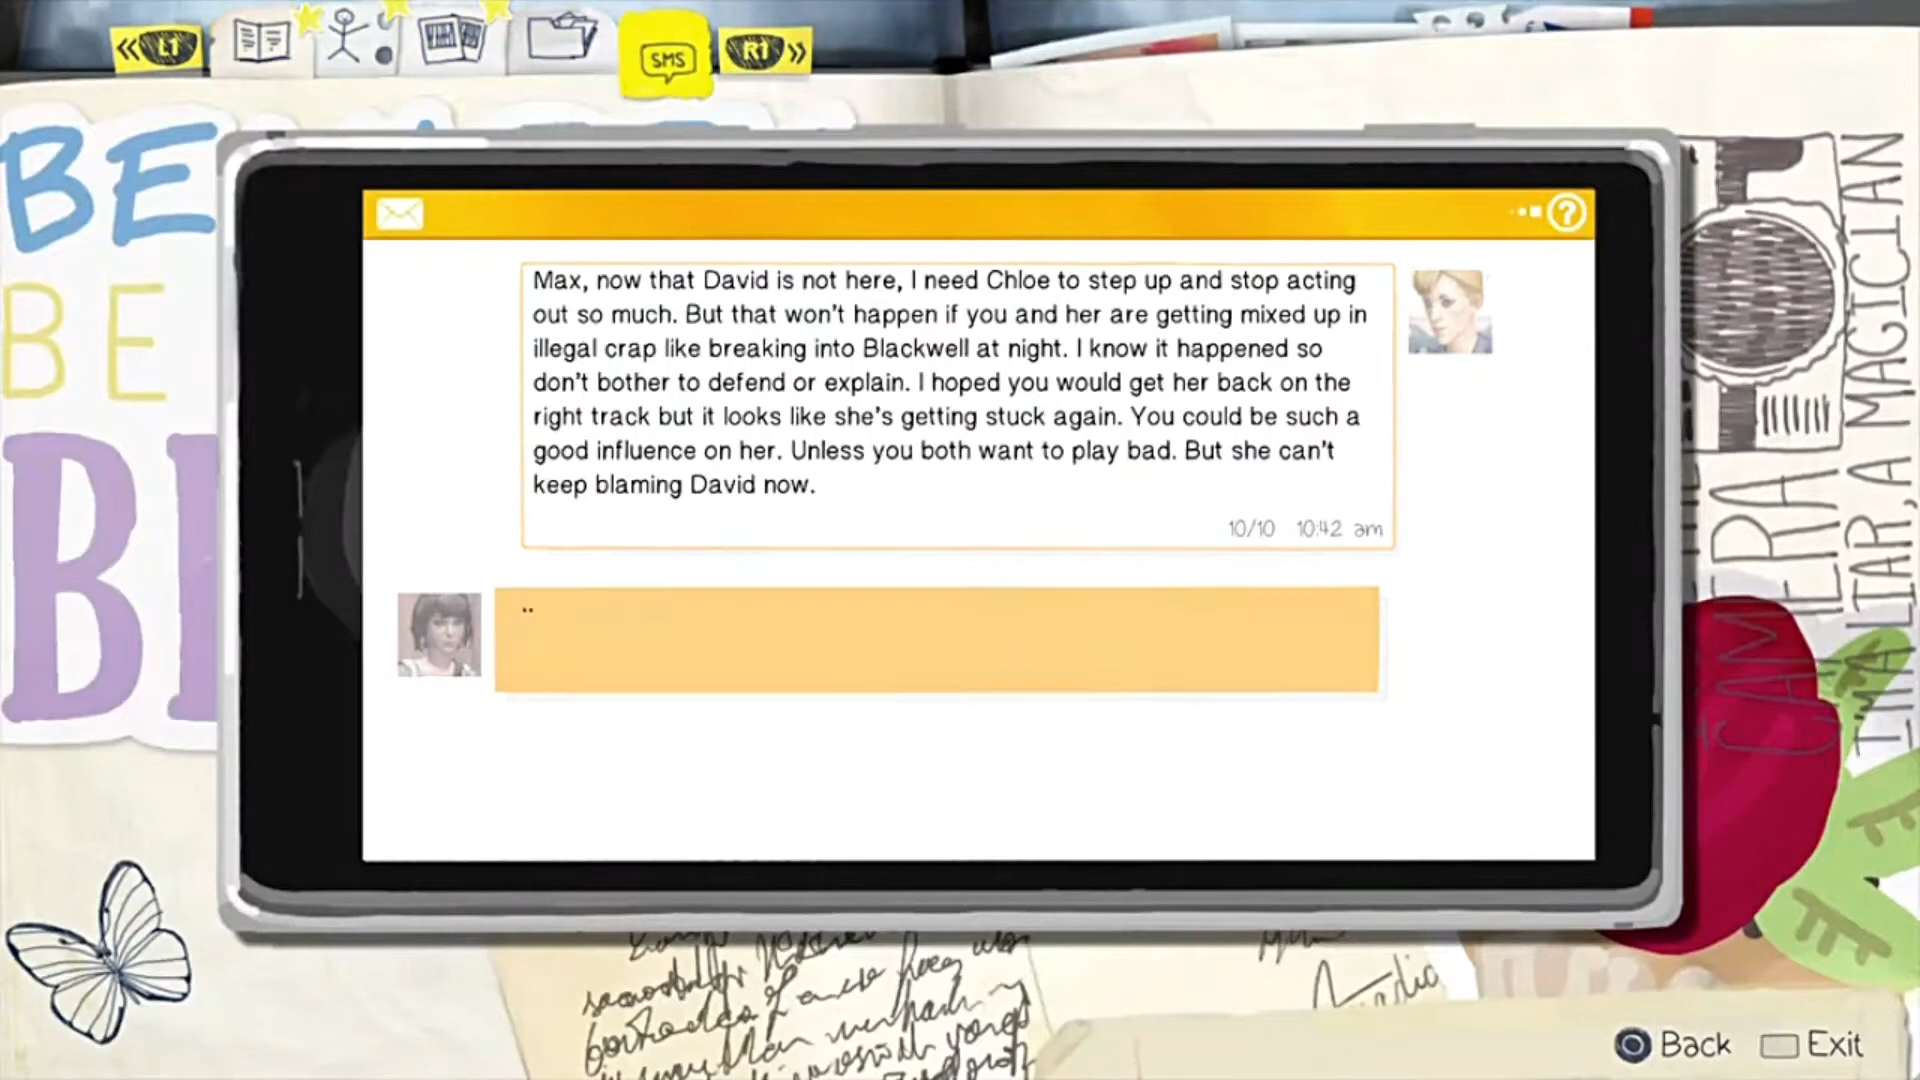 L1
SMS
R1
BE
BE
Max, now that David is not here, I need Chloe to step up and stop acting
out so much. But that won't happen if you and her are getting mixed up in
illegal crap like breaking into Blackwell at night. I know it happened so
don't bother to defend or explain. I hoped you would get her back on the
right track but it looks like she's getting stuck again. You could be such a
good influence on her. Unless you both want to play bad. But she can't
keep blaming David now.
10/10 10:42 am
..
CAMERA
LIAR, A MAGICIAN
Back
Exit